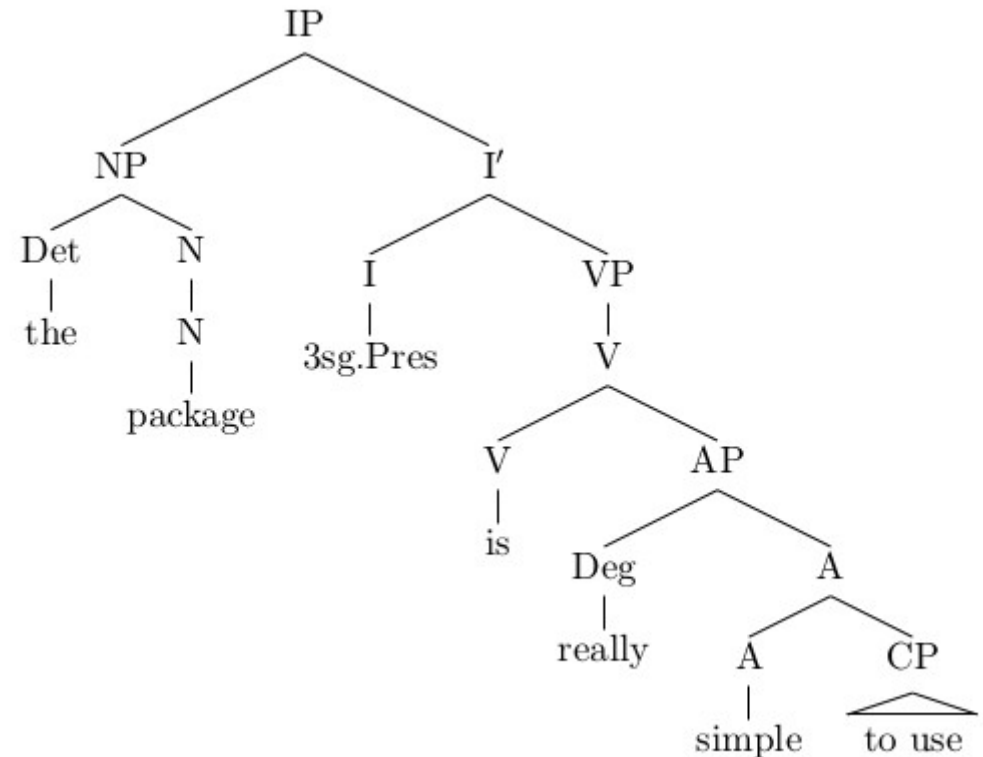 IP
NP I′
Det N I VP
the N 3sg.Pres V
package
V AP
is Deg A
really A CP
simple to use